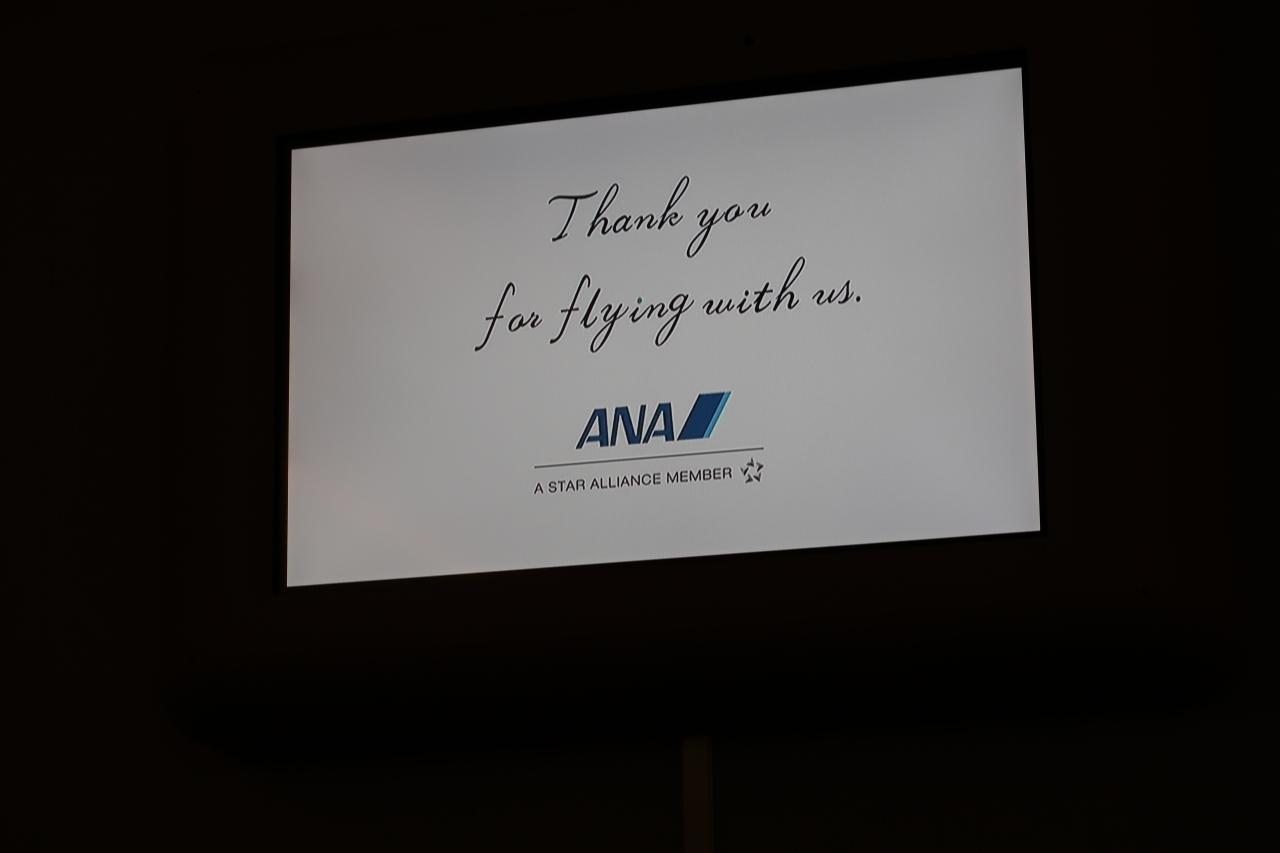 Thank you
for flying with us.
ANA
A STAR ALLIANCE MEMBER